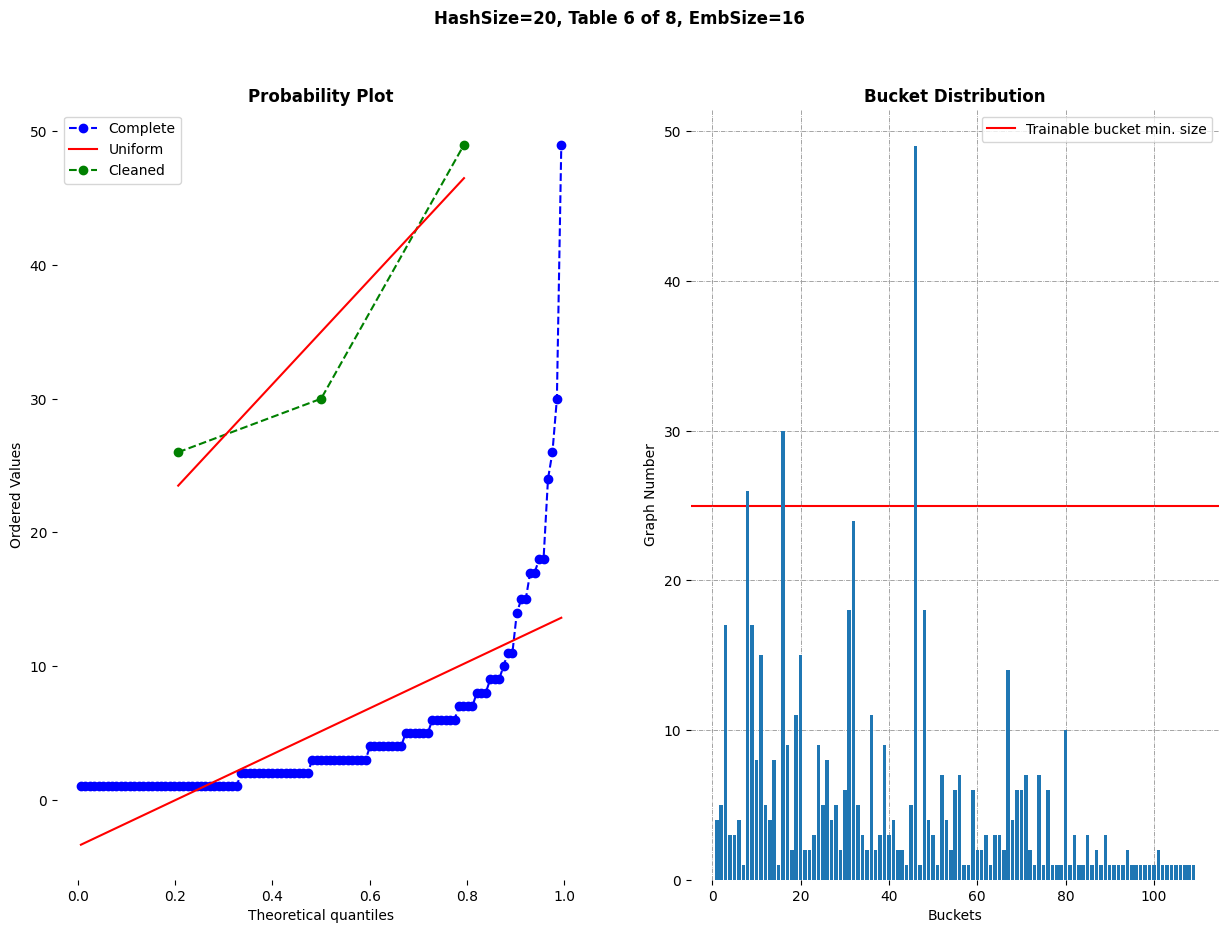 HashSize=20, Table 6 of 8, EmbSize=16
Probability Plot
Complete
Uniform
Cleaned
50
40
30
20
10
0
Ordered Values
0.0 0.2 0.4 0.6 0.8 1.0
Theoretical quantiles
Bucket Distribution
Trainable bucket min. size
50
40
30
20
10
0
Graph Number
0 20 40 60 80 100
Buckets